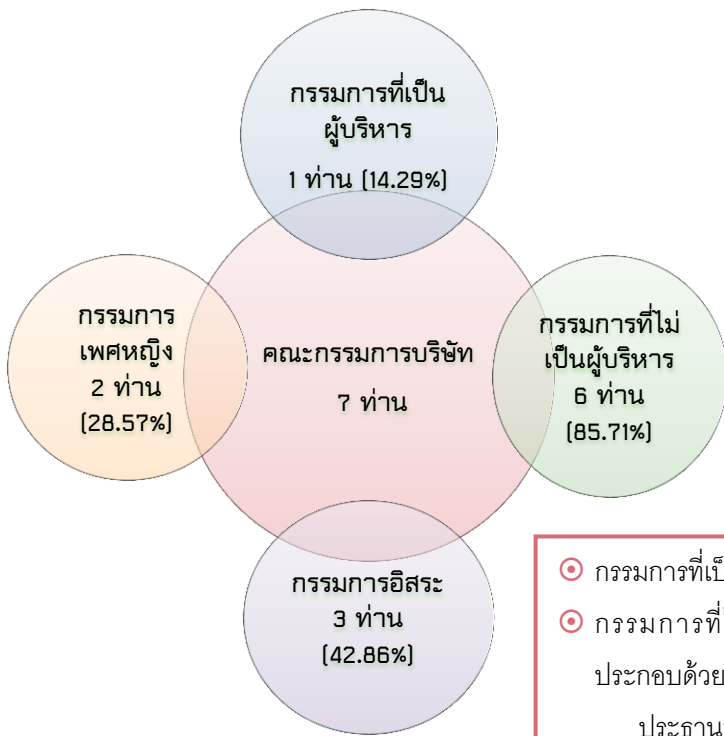 กรรมการที่เป็น
ผู้บริหาร
1 ท่าน (14.29%)
กรรมการ
เพศหญิง
2 ท่าน
(28.57%)
คณะกรรมการบริษัท
7 ท่าน
กรรมการที่ไม่
เป็นผู้บริหาร
6 ท่าน
(85.71%)
กรรมการอิสระ
3 ท่าน
(42.86%)
กรรมการที่เป็
กรรมการที่
ประกอบด้วย
ประธาน